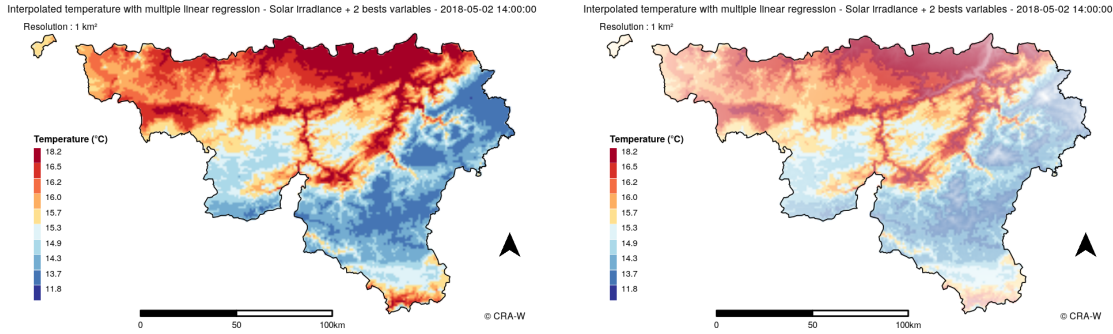 Interpolated temperature with multiple linear regression - Solar Irradiance + 2 bests variables - 2018-05-02 14:00:00
Resolution : 1 km²
Temperature (°C)
18.2
16.5
16.2
16.0
15.7
15.3
14.9
14.3
13.7
11.8
0 50 100km
© CRA-W
Interpolated temperature with multiple linear regression - Solar Irradiance + 2 bests variables - 2018-05-02 14:00:00
Resolution : 1 km²
Temperature (°C)
18.2
16.5
16.2
16.0
15.7
15.3
14.9
14.3
13.7
11.8
0 50 100km
© CRA-W